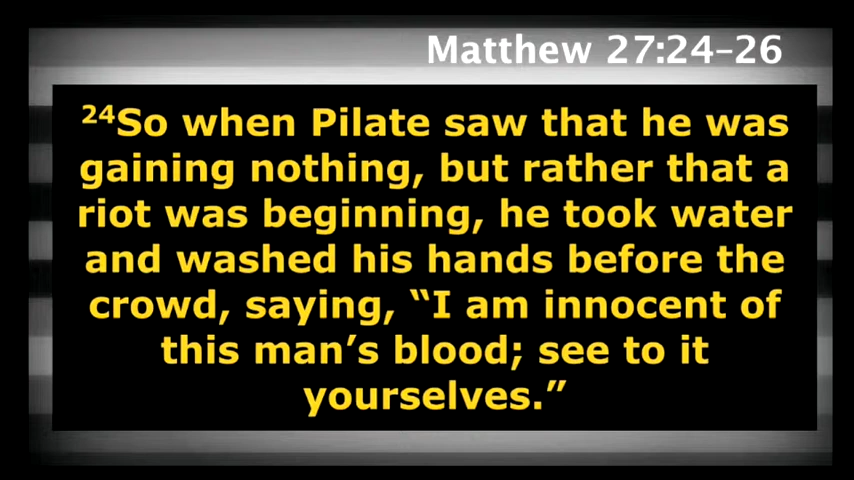 Matthew 27:24–26
²⁴So when Pilate saw that he was
gaining nothing, but rather that a
riot was beginning, he took water
and washed his hands before the
crowd, saying, “I am innocent of
this man’s blood; see to it
yourselves.”